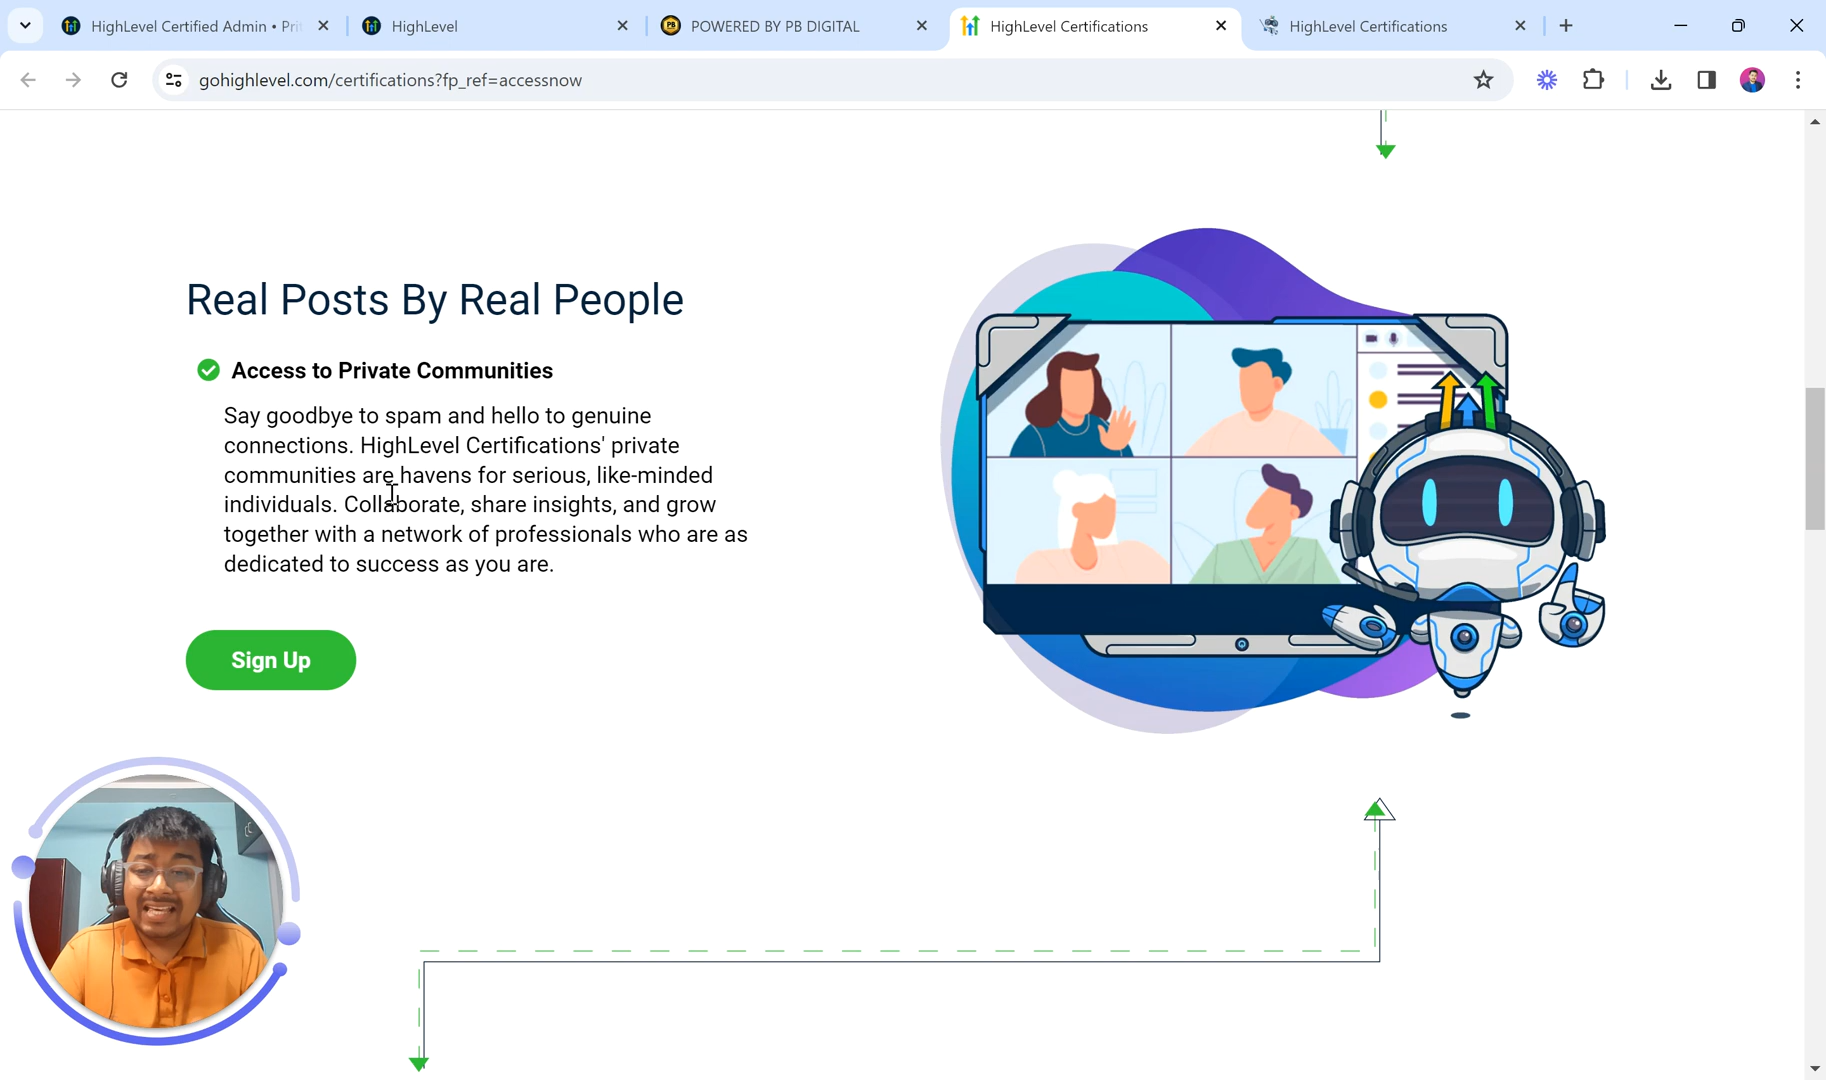 HighLevel Certified Admin • Pri
HighLevel
POWERED BY PB DIGITAL
HighLevel Certifications
HighLevel Certifications
gohighlevel.com/certifications?fp_ref=accessnow
Real Posts By Real People
Access to Private Communities
Say goodbye to spam and hello to genuine
connections. HighLevel Certifications' private
communities are havens for serious, like-minded
individuals. Collaborate, share insights, and grow
together with a network of professionals who are as
dedicated to success as you are.
Sign Up